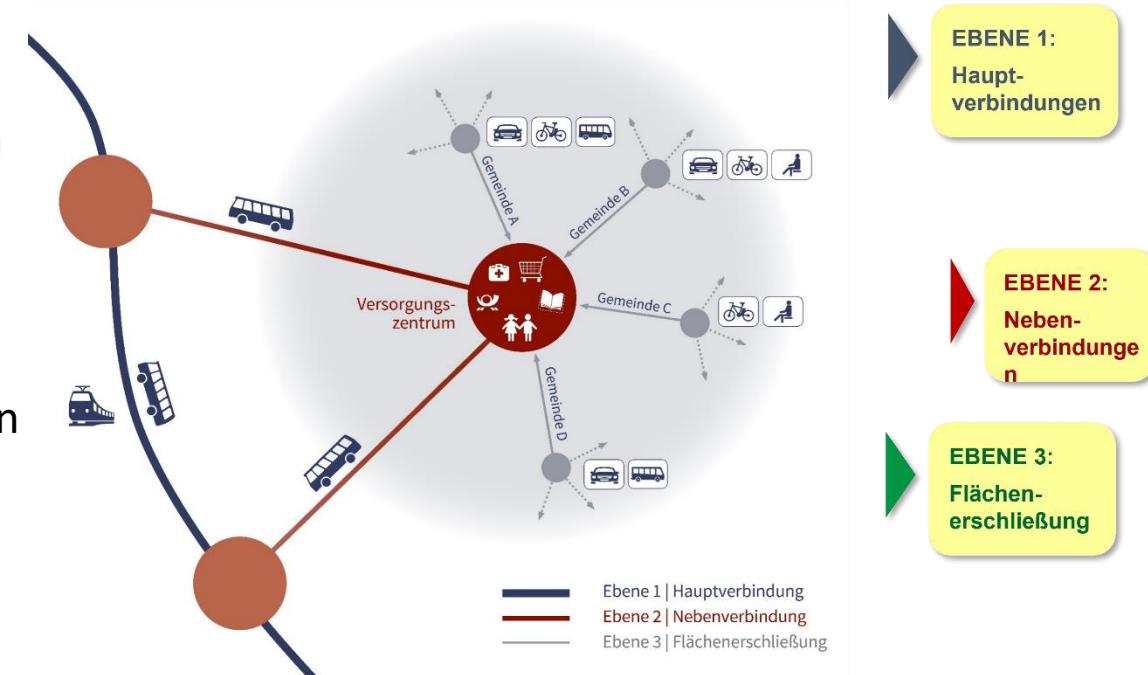 EBENE 1:
Haupt-
verbindungen
Gemeinde A
Gemeinde B
EBENE 2:
Neben-
verbindunge
n
Versorgungs-
zentrum
Gemeinde C
Gemeinde D
n
EBENE 3:
Flächen-
erschließung
Ebene 1 | Hauptverbindung
Ebene 2 | Nebenverbindung
Ebene 3 | Flächenerschließung